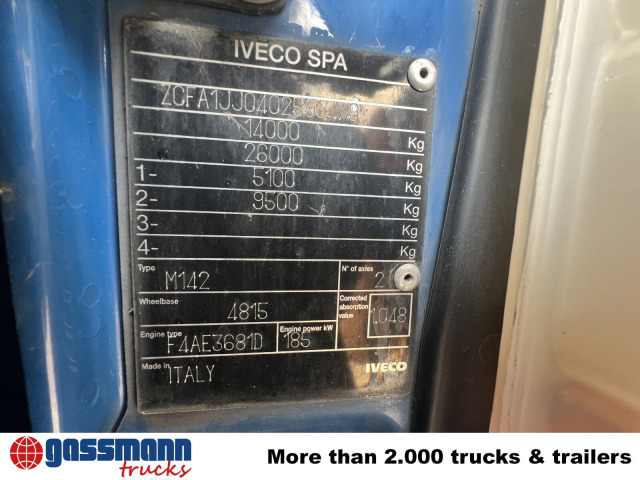 IVECO SPA
14000 Kg
26000 Kg
1- 5100 Kg
2- 9500 Kg
3- Kg
4- Kg
Type M142 N° of axles 2
Wheelbase 4815 Corrected absorption value 1.048
Engine type F4AE3681D Engine power kW 185
Made in ITALY IVECO
gassmann trucks
More than 2.000 trucks & trailers